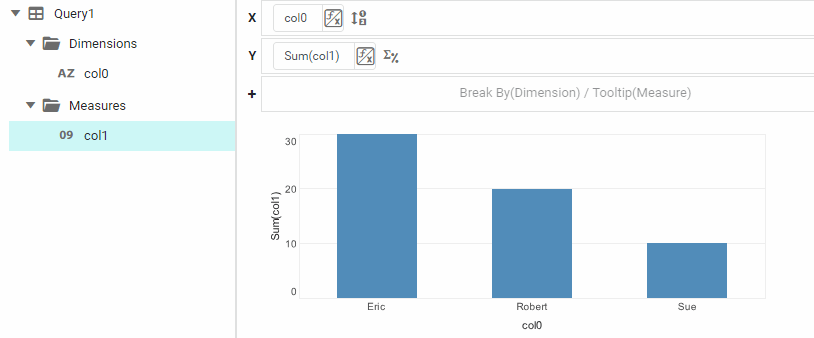 Query1
Dimensions
AZ col0
Measures
09 col1
X col0 f/x
Y Sum(col1) f/x Σ%
+ Break By(Dimension) / Tooltip(Measure)
30
20
10
0
Sum(col1)
Eric Robert Sue
col0